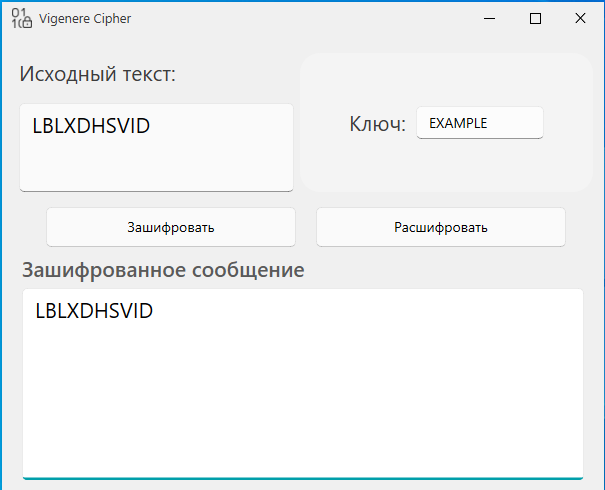 Vigenere Cipher
Исходный текст:
LBLXDHSVID
Ключ:
EXAMPLE
Зашифровать
Расшифровать
Зашифрованное сообщение
LBLXDHSVID